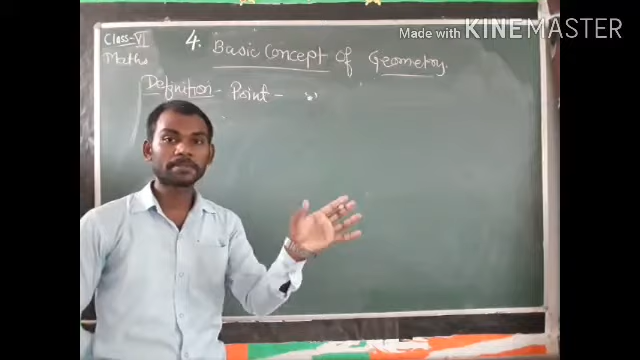 Made with KINEMASTER
Class-VI
Maths
4. Basic Concept of Geometry.
Definition - Point - "."